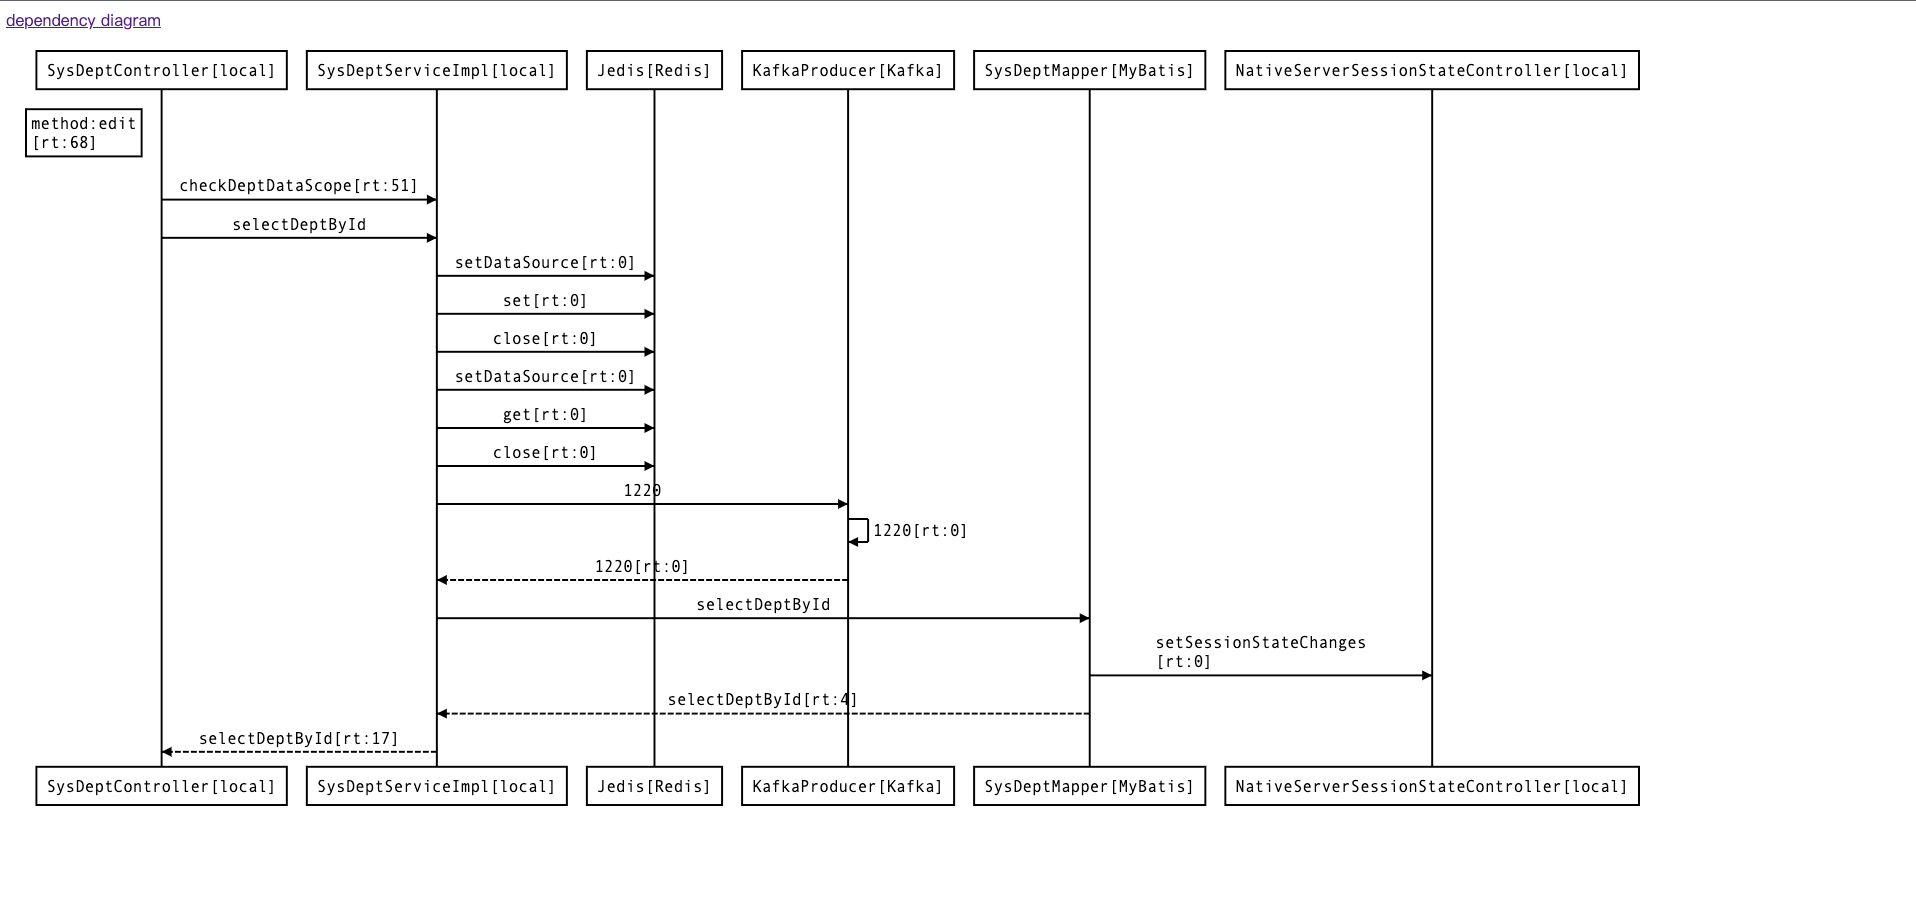 dependency diagram
SysDeptController[local]
SysDeptServiceImpl[local]
Jedis[Redis]
KafkaProducer[Kafka]
SysDeptMapper[MyBatis]
NativeServerSessionStateController[local]
method:edit
[rt:68]
checkDeptDataScope[rt:51]
selectDeptById
setDataSource[rt:0]
set[rt:0]
close[rt:0]
setDataSource[rt:0]
get[rt:0]
close[rt:0]
1220
1220[rt:0]
1220[rt:0]
selectDeptById
setSessionStateChanges
[rt:0]
selectDeptById[rt:4]
selectDeptById[rt:17]
SysDeptController[local]
SysDeptServiceImpl[local]
Jedis[Redis]
KafkaProducer[Kafka]
SysDeptMapper[MyBatis]
NativeServerSessionStateController[local]